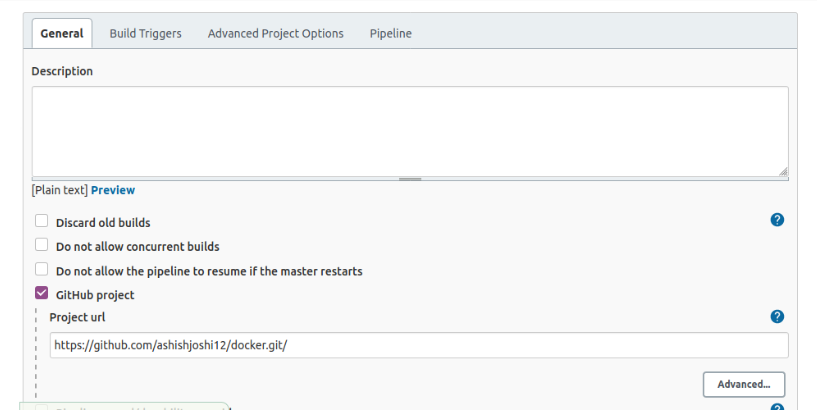 General Build Triggers Advanced Project Options Pipeline
Description
[Plain text] Preview
Discard old builds
Do not allow concurrent builds
Do not allow the pipeline to resume if the master restarts
GitHub project
Project url
https://github.com/ashishjoshi12/docker.git/
Advanced...